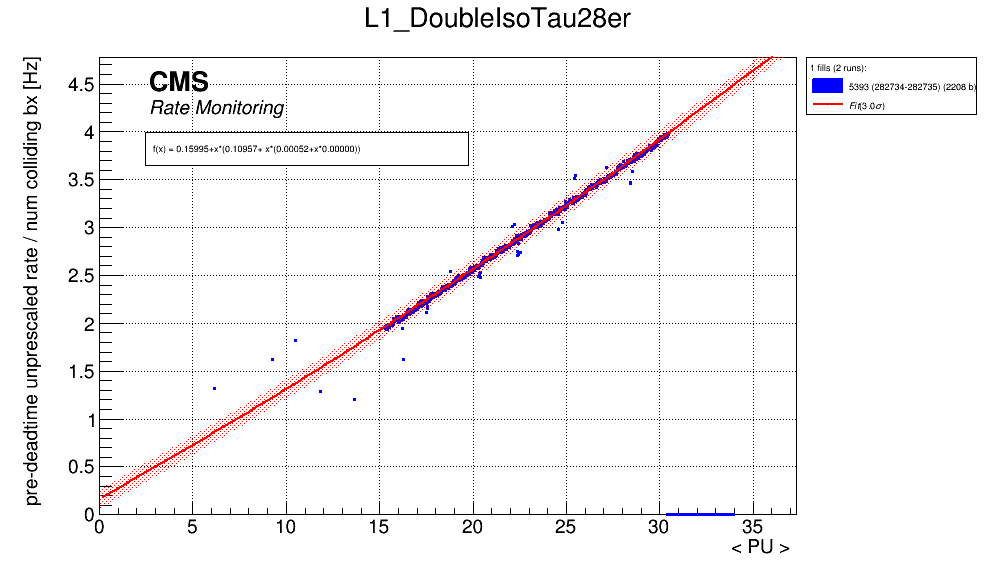 L1_DoubleIsoTau28er
pre-deadtime unprescaled rate / num colliding bx [Hz]
CMS
Rate Monitoring
f(x) = 0.15995+x*(0.10957+ x*(0.00052+x*0.00000))
4.5
4
3.5
3
2.5
2
1.5
1
0.5
0
0 5 10 15 20 25 30 35
< PU >
1 fills (2 runs):
5393 (282734-282735) (2208 b)
Fit(3.0σ)